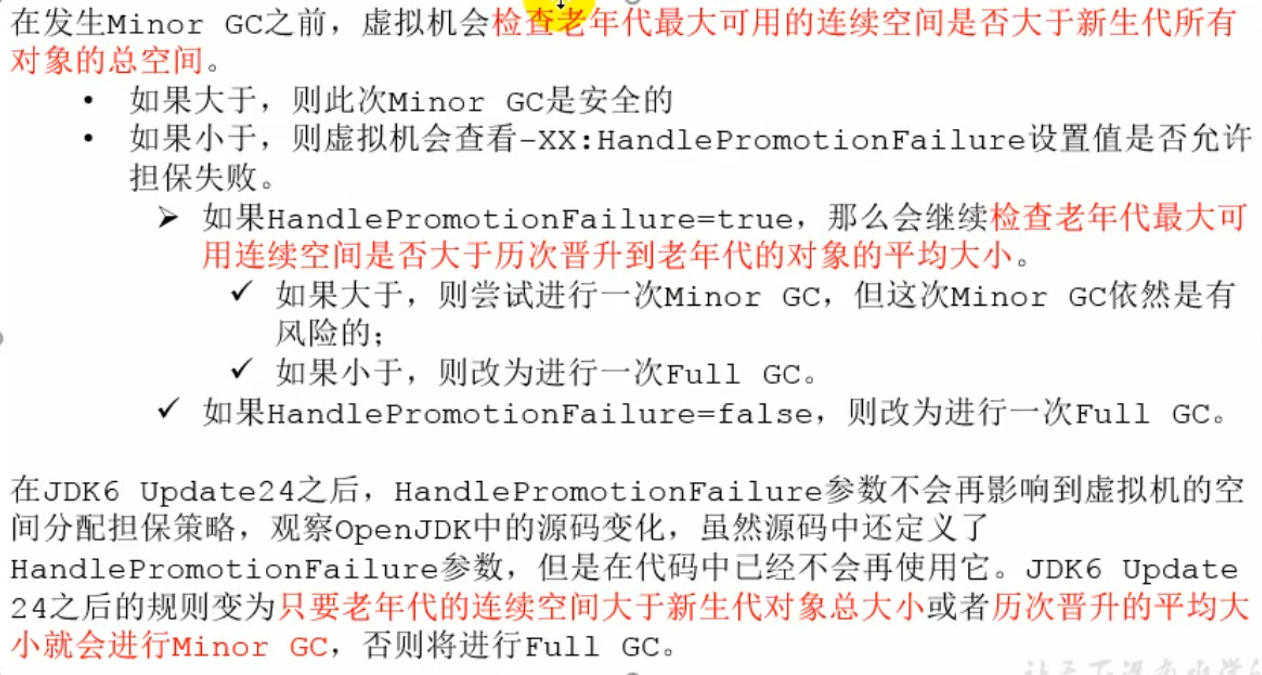 在发生Minor GC之前，虚拟机会检查老年代最大可用的连续空间是否大于新生代所有
对象的总空间。
• 如果大于，则此次Minor GC是安全的
• 如果小于，则虚拟机会查看-XX:HandlePromotionFailure设置值是否允许
担保失败。
➢ 如果HandlePromotionFailure=true，那么会继续检查老年代最大可
用连续空间是否大于历次晋升到老年代的对象的平均大小。
✓ 如果大于，则尝试进行一次Minor GC，但这次Minor GC依然是有
风险的；
✓ 如果小于，则改为进行一次Full GC。
✓ 如果HandlePromotionFailure=false，则改为进行一次Full GC。
在JDK6 Update24之后，HandlePromotionFailure参数不会再影响到虚拟机的空
间分配担保策略，观察OpenJDK中的源码变化，虽然源码中还定义了
HandlePromotionFailure参数，但是在代码中已经不会再使用它。JDK6 Update
24之后的规则变为只要老年代的连续空间大于新生代对象总大小或者历次晋升的平均大
小就会进行Minor GC，否则将进行Full GC。